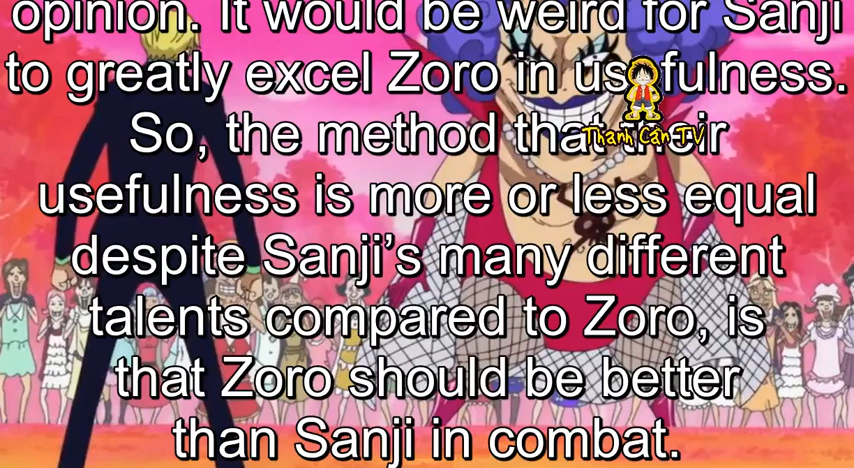 opinion. It would be weird for Sanji
to greatly excel Zoro in usefulness.
So, the method that their
Thanh Cần TV
usefulness is more or less equal
despite Sanji's many different
talents compared to Zoro, is
that Zoro should be better
than Sanji in combat.